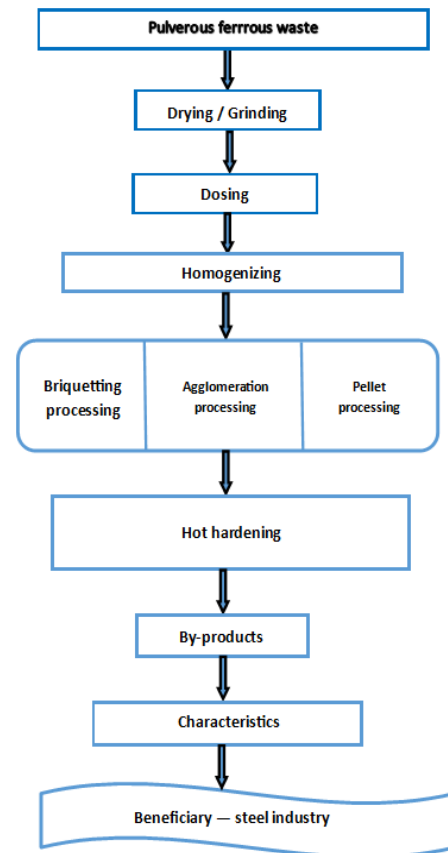 Pulverous ferrrous waste
Drying / Grinding
Dosing
Homogenizing
Briquetting
processing
Agglomeration
processing
Pellet
processing
Hot hardening
By-products
Characteristics
Beneficiary — steel industry